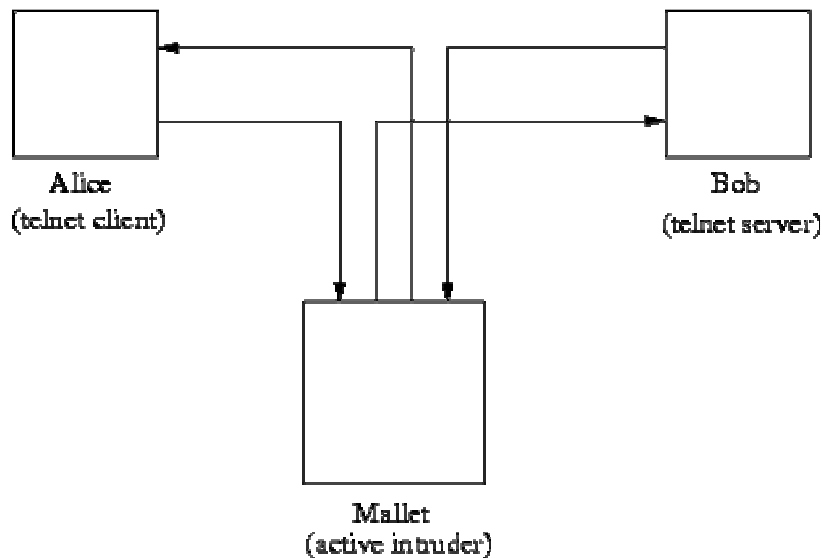 Alice
(telnet client)
Bob
(telnet server)
Mallet
(active intruder)